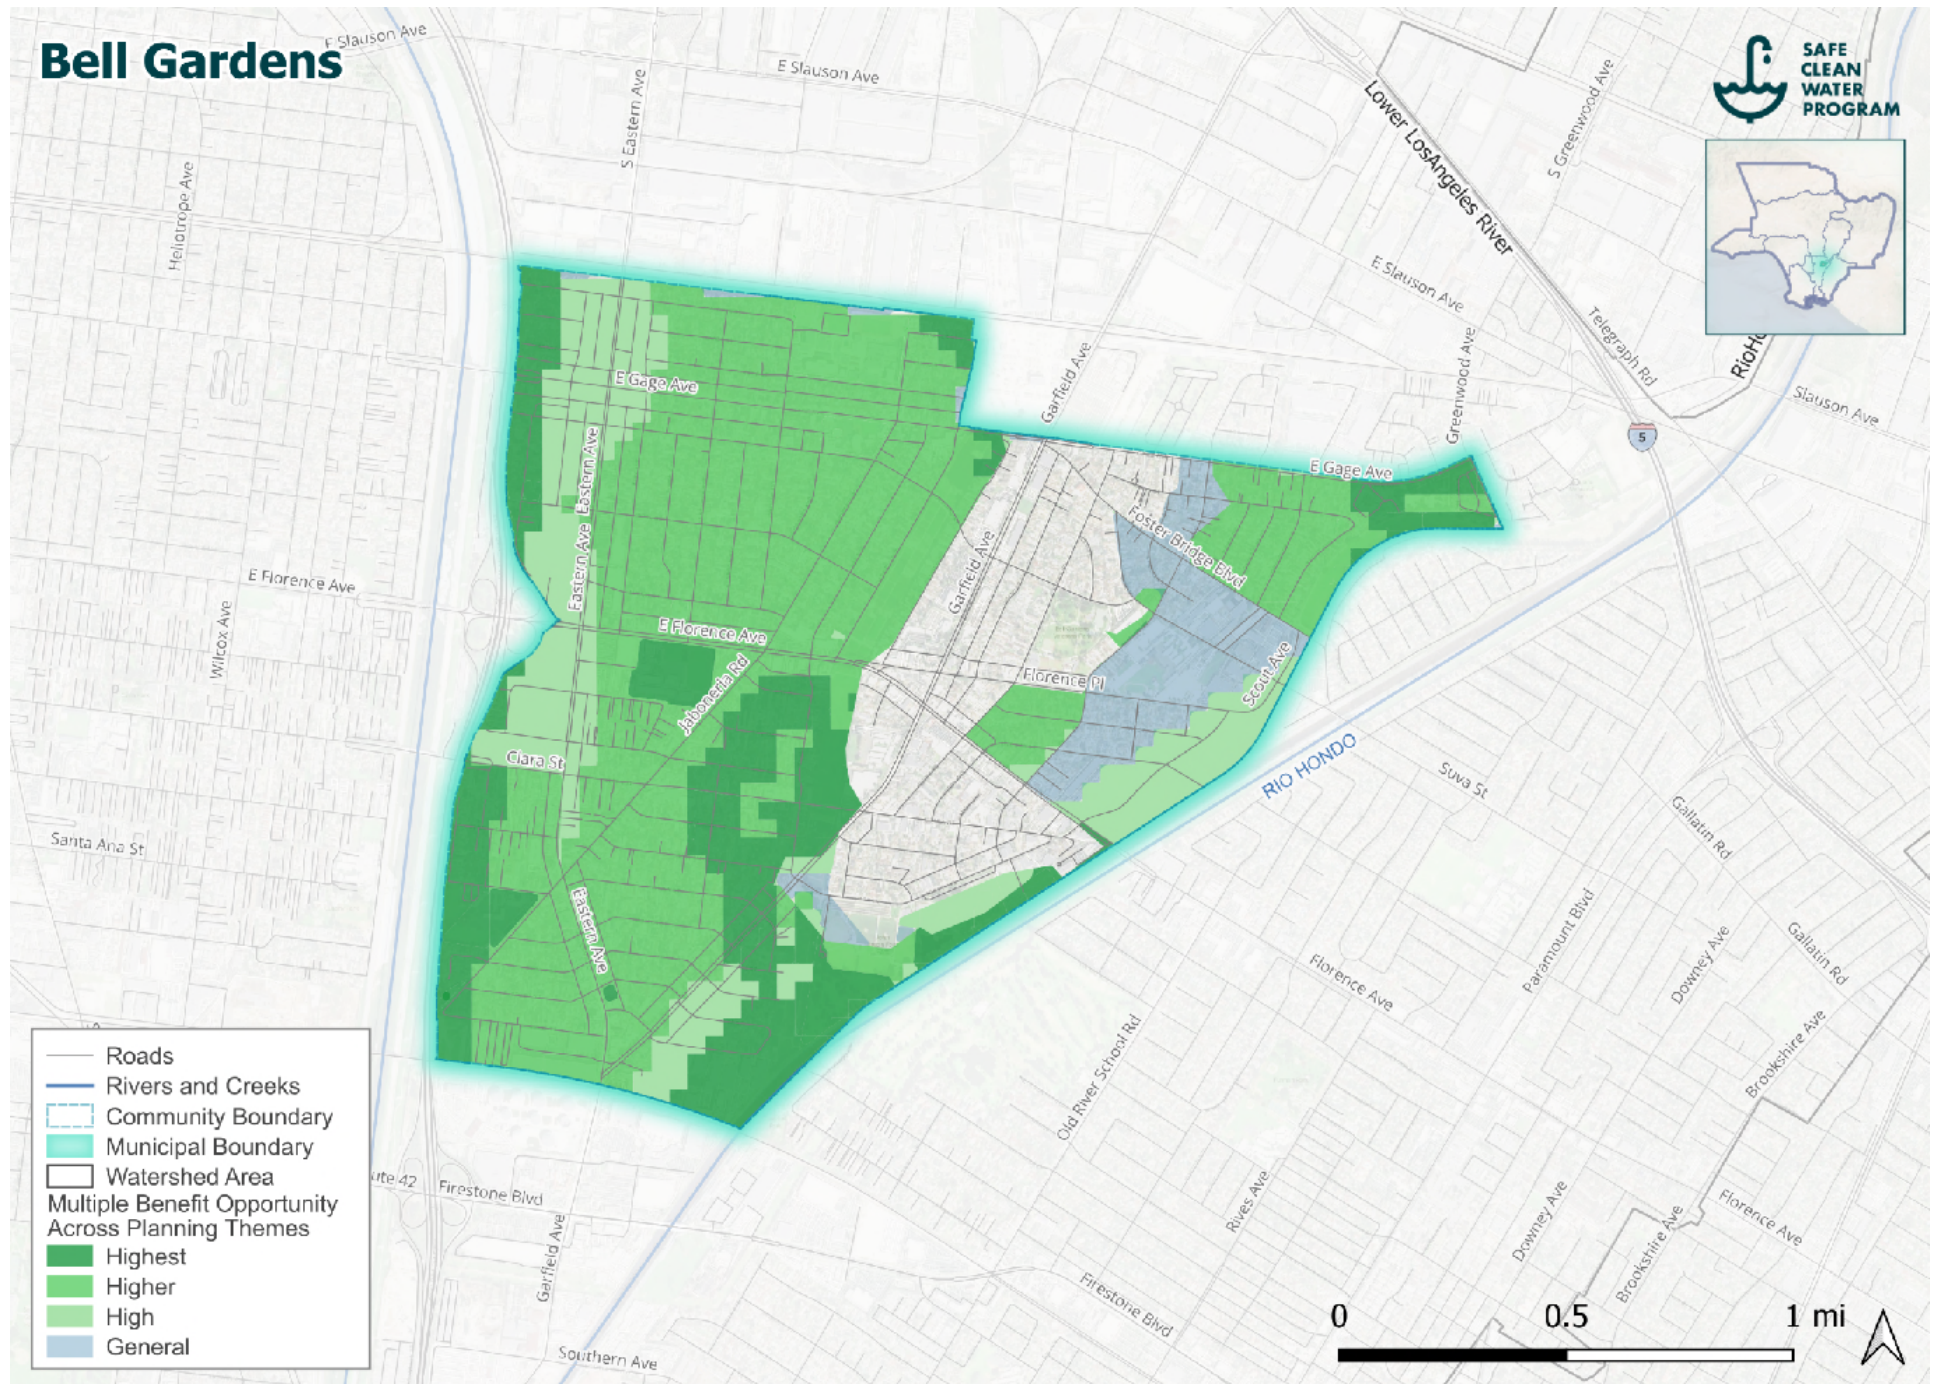 Bell Gardens
E Slauson Ave
E Slauson Ave
S Eastern Ave
Heliotrope Ave
Lower LosAngeles River
S Greenwood Ave
SAFE
CLEAN
WATER
PROGRAM
E Slauson Ave
Telegraph Rd
Greenwood Ave
Garfield Ave
Slauson Ave
5
E Gage Ave
E Gage Ave
Eastern Ave
Eastern Ave
Foster Bridge Blvd
Garfield Ave
E Florence Ave
Wilcox Ave
E Florence Ave
Jaboneria Rd
Florence Pl
Scout Ave
RIO HONDO
Clara St
Suva St
Gallatin Rd
Santa Ana St
Eastern Ave
Paramount Blvd
Downey Ave
Gallatin Rd
Florence Ave
Old River School Rd
Brookshire Ave
Roads
Rivers and Creeks
Community Boundary
Municipal Boundary
Watershed Area
Multiple Benefit Opportunity
Across Planning Themes
Highest
Higher
High
General
ute 42
Firestone Blvd
Garfield Ave
Rives Ave
Downey Ave
Brookshire Ave
Florence Ave
Firestone Blvd
Southern Ave
0 0.5 1 mi